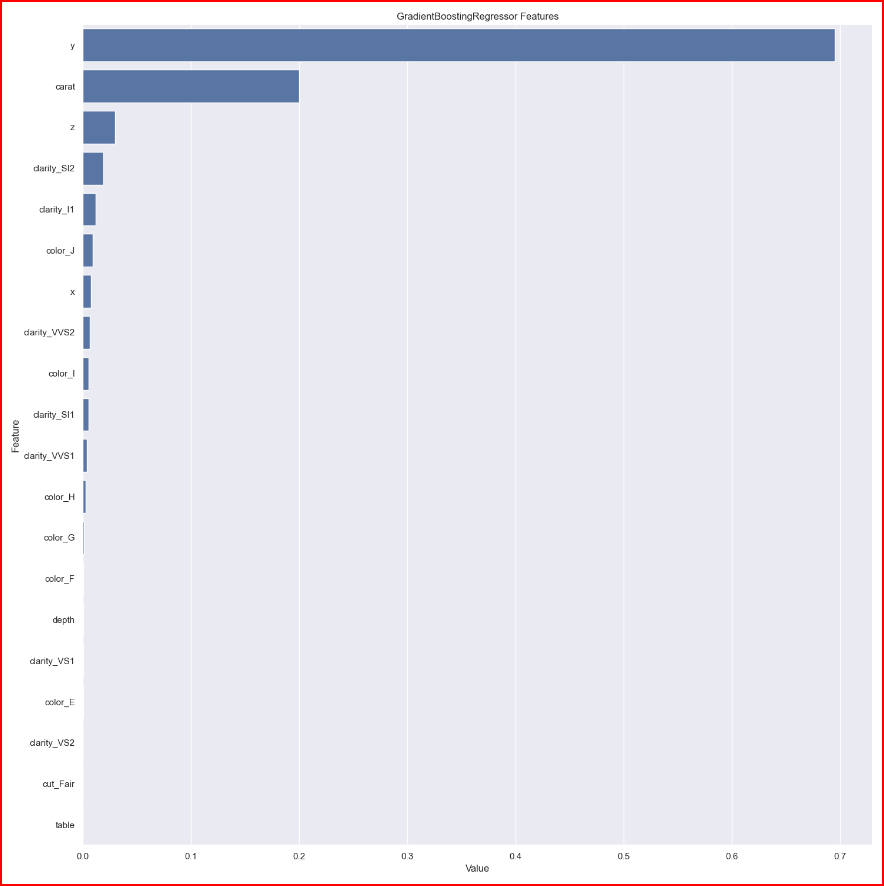 GradientBoostingRegressor Features
y
carat
z
clarity_SI2
clarity_I1
color_J
x
clarity_VVS2
color_I
clarity_SI1
clarity_VVS1
color_H
color_G
color_F
depth
clarity_VS1
color_E
clarity_VS2
cut_Fair
table
Feature
0.0 0.1 0.2 0.3 0.4 0.5 0.6 0.7
Value